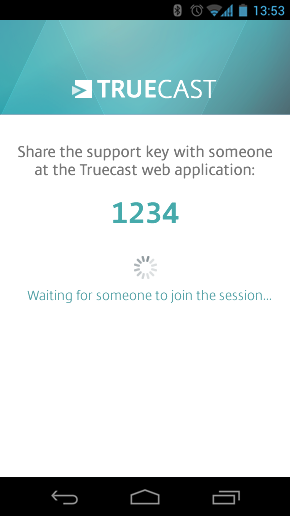 13:53
TRUECAST
Share the support key with someone
at the Truecast web application:
1234
Waiting for someone to join the session...